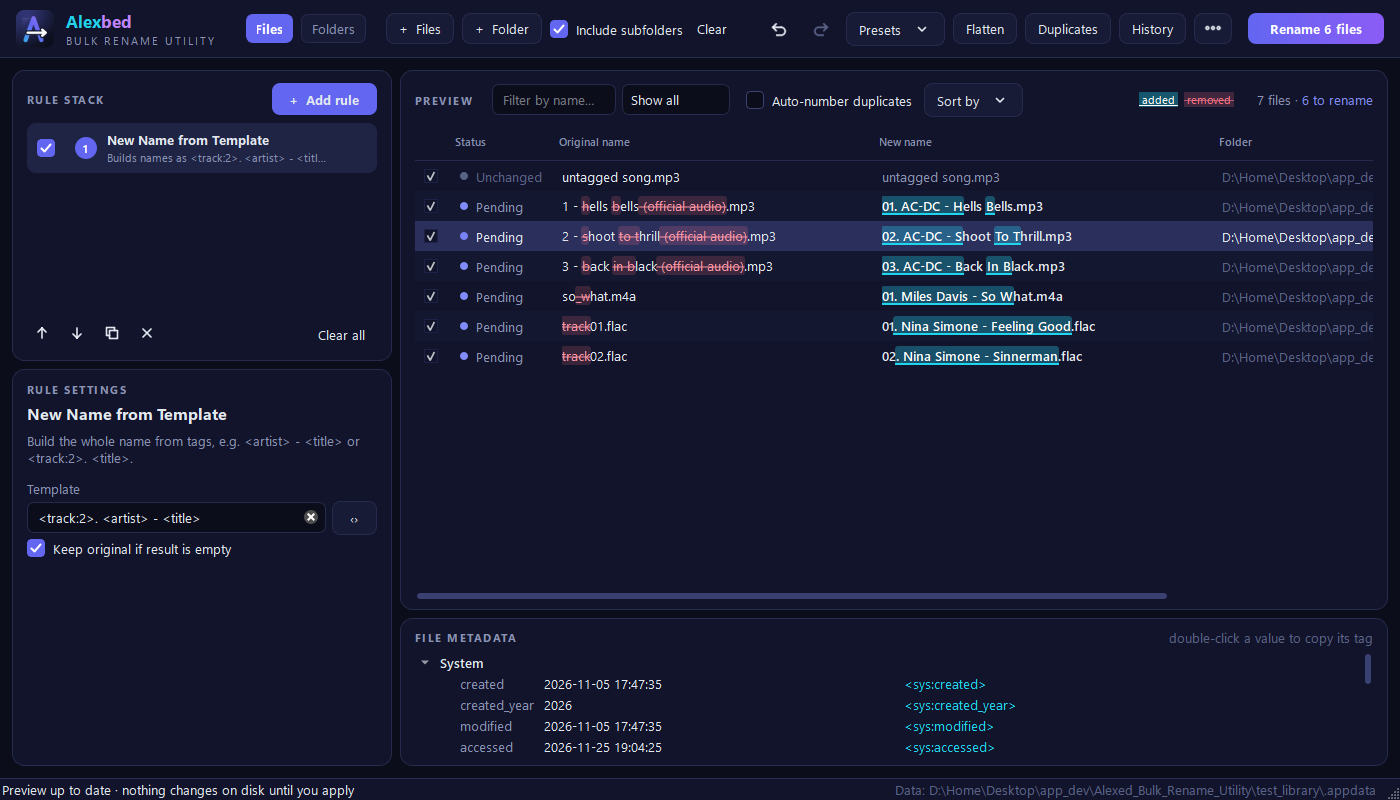 Alexbed
BULK RENAME UTILITY
Files
Folders
+ Files
+ Folder
Include subfolders
Clear
Presets
Flatten
Duplicates
History
•••
Rename 6 files
RULE STACK
+ Add rule
1
New Name from Template
Builds names as <track:2>. <artist> - <titl...
Clear all
RULE SETTINGS
New Name from Template
Build the whole name from tags, e.g. <artist> - <title> or
<track:2>. <title>.
Template
<track:2>. <artist> - <title>
‹›
Keep original if result is empty
PREVIEW
Filter by name...
Show all
Auto-number duplicates
Sort by
added
removed
7 files · 6 to rename
Status Original name New name Folder
Unchanged untagged song.mp3 untagged song.mp3 D:\Home\Desktop\app_de
Pending 1 - hells bells (official audio).mp3 01. AC-DC - Hells Bells.mp3 D:\Home\Desktop\app_de
Pending 2 - shoot to thrill (official audio).mp3 02. AC-DC - Shoot To Thrill.mp3 D:\Home\Desktop\app_de
Pending 3 - back in black (official audio).mp3 03. AC-DC - Back In Black.mp3 D:\Home\Desktop\app_de
Pending so_what.m4a 01. Miles Davis - So What.m4a D:\Home\Desktop\app_de
Pending track01.flac 01. Nina Simone - Feeling Good.flac D:\Home\Desktop\app_de
Pending track02.flac 02. Nina Simone - Sinnerman.flac D:\Home\Desktop\app_de
FILE METADATA
double-click a value to copy its tag
System
created 2026-11-05 17:47:35 <sys:created>
created_year 2026 <sys:created_year>
modified 2026-11-05 17:47:35 <sys:modified>
accessed 2026-11-25 19:04:25 <sys:accessed>
Preview up to date · nothing changes on disk until you apply
Data: D:\Home\Desktop\app_dev\Alexed_Bulk_Rename_Utility\test_library\.appdata